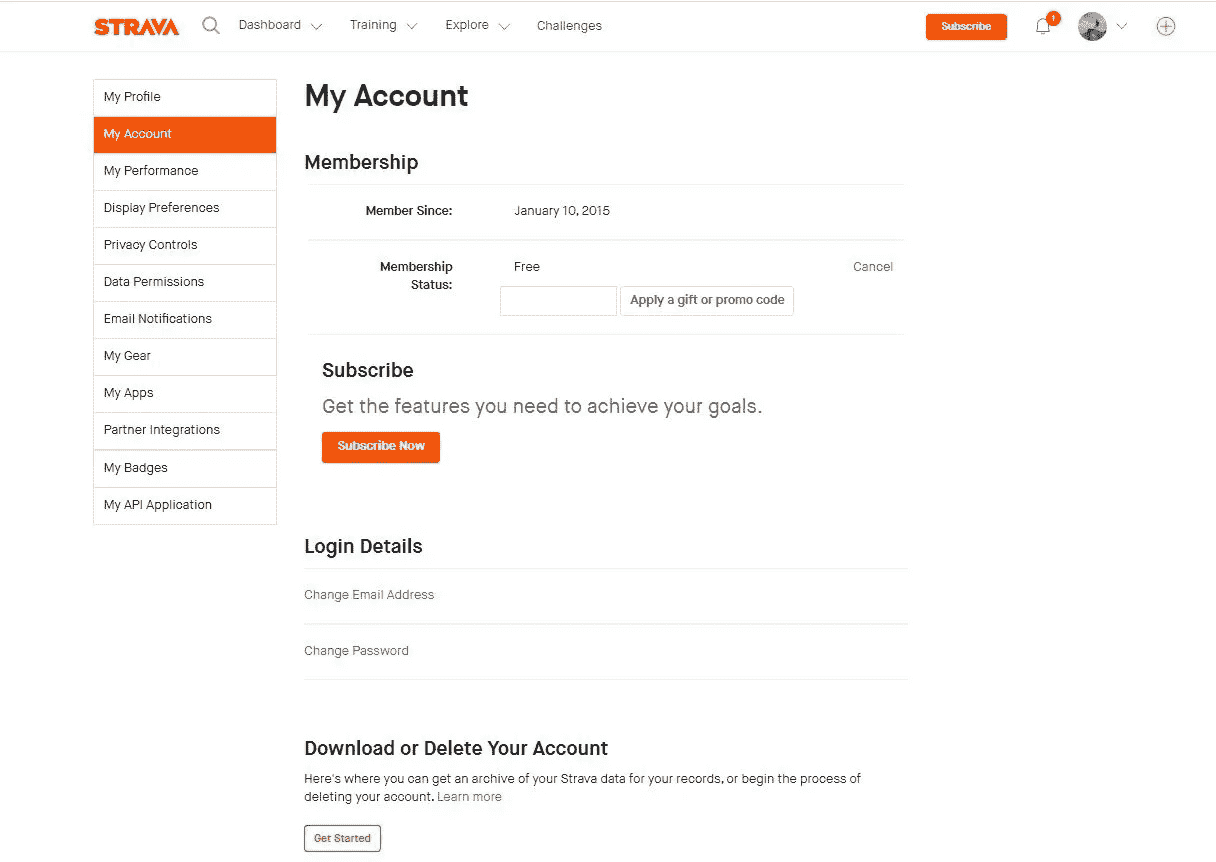 STRAVA Dashboard Training Explore Challenges Subscribe 1
My Profile
My Account
My Performance
Display Preferences
Privacy Controls
Data Permissions
Email Notifications
My Gear
My Apps
Partner Integrations
My Badges
My API Application
My Account
Membership
Member Since: January 10, 2015
Membership
Status:
Free Cancel
Apply a gift or promo code
Subscribe
Get the features you need to achieve your goals.
Subscribe Now
Login Details
Change Email Address
Change Password
Download or Delete Your Account
Here's where you can get an archive of your Strava data for your records, or begin the process of
deleting your account. Learn more
Get Started